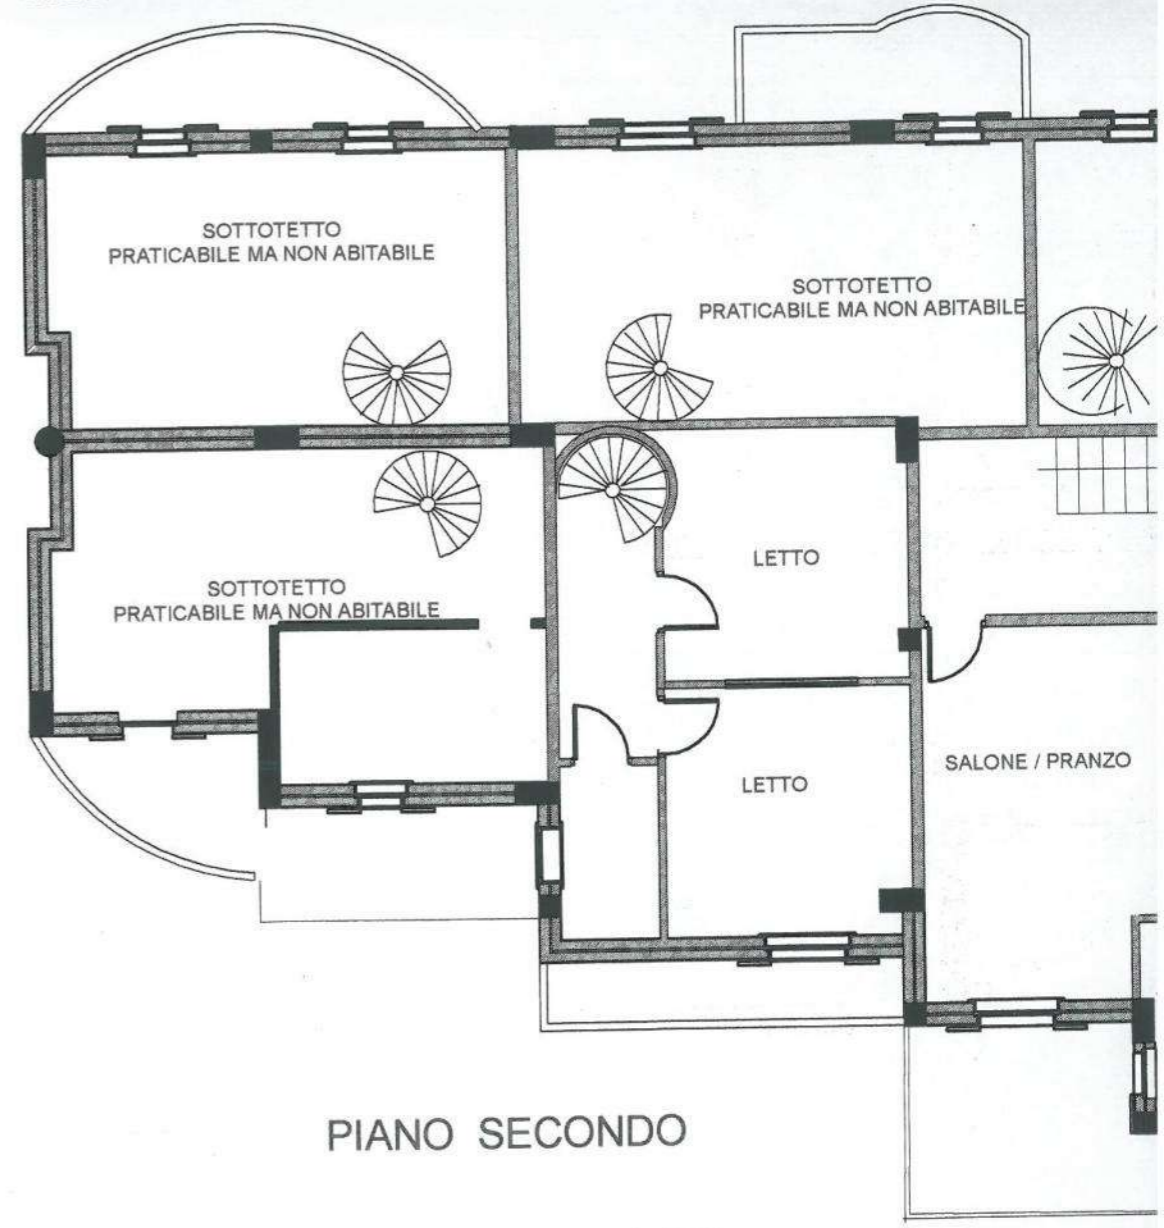 SOTTOTETTO
PRATICABILE MA NON ABITABILE
SOTTOTETTO
PRATICABILE MA NON ABITABILE
LETTO
SOTTOTETTO
PRATICABILE MA NON ABITABILE
SALONE / PRANZO
LETTO
PIANO SECONDO